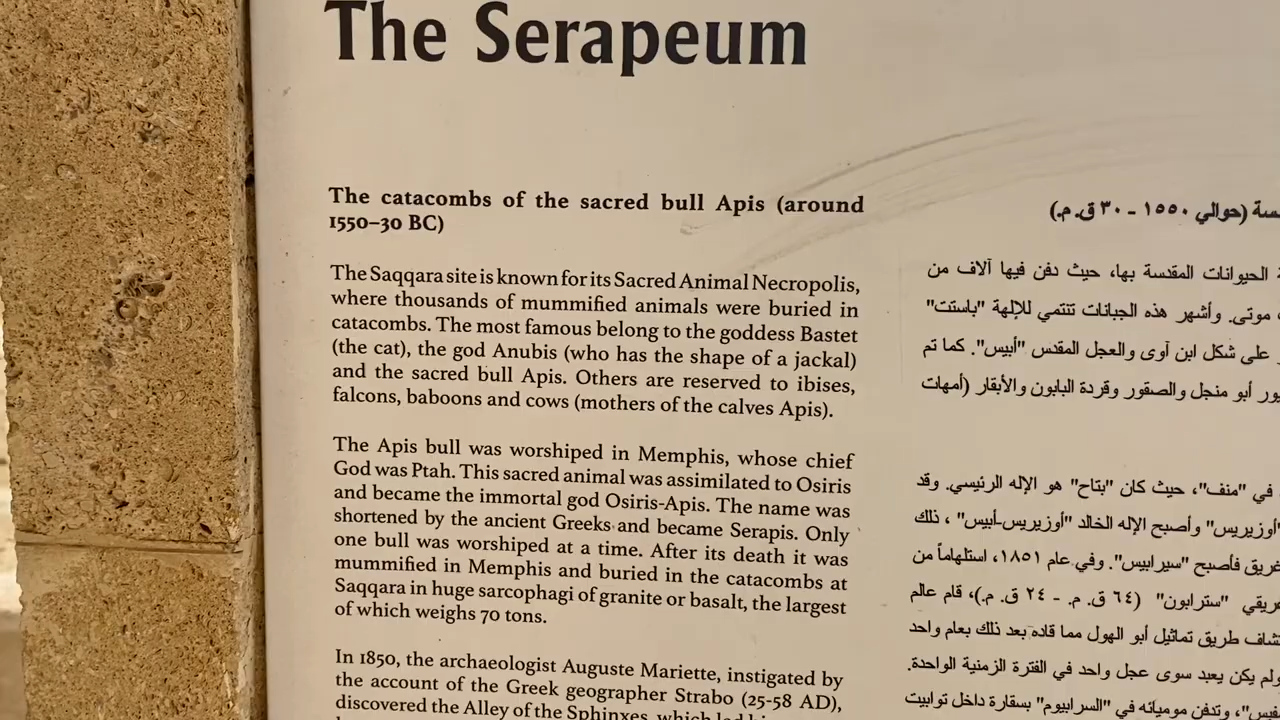 The Serapeum
The catacombs of the sacred bull Apis (around
1550–30 BC)
The Saqqara site is known for its Sacred Animal Necropolis,
where thousands of mummified animals were buried in
catacombs. The most famous belong to the goddess Bastet
(the cat), the god Anubis (who has the shape of a jackal)
and the sacred bull Apis. Others are reserved to ibises,
falcons, baboons and cows (mothers of the calves Apis).
The Apis bull was worshiped in Memphis, whose chief
God was Ptah. This sacred animal was assimilated to Osiris
and became the immortal god Osiris-Apis. The name was
shortened by the ancient Greeks and became Serapis. Only
one bull was worshiped at a time. After its death it was
mummified in Memphis and buried in the catacombs at
Saqqara in huge sarcophagi of granite or basalt, the largest
of which weighs 70 tons.
In 1850, the archaeologist Auguste Mariette, instigated by
the account of the Greek geographer Strabo (25-58 AD),
discovered the Alley of the Sphinxes, which led
(حوالي ١٥٥٠ - ٣٠ ق. م.)
الحيوانات المقدسة بها، حيث دفن فيها آلاف من
موتى. وأشهر هذه الجبانات تنتمي للإلهة "باستت"
على شكل ابن آوى والعجل المقدس "أبيس". كما تم
أبو منجل والصقور وقردة البابون والأبقار (أمهات
في "منف"، حيث كان "بتاح" هو الإله الرئيسي. وقد
"أوزيريس" وأصبح الإله الخالد "أوزيريس-أبيس" ، ذلك
فأصبح "سيرابيس". وفي عام ١٨٥١، استلهاماً من
"سترابون" (٦٤ ق. م. - ٢٤ ق. م.)، قام عالم
طريق تماثيل أبو الهول مما قاده بعد ذلك بعام واحد
ولم يكن يعبد سوى عجل واحد في الفترة الزمنية الواحدة.
وتدفن مومياته في "السرابيوم" بسقارة داخل توابيت